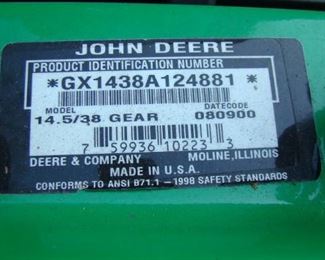 JOHN DEERE
PRODUCT IDENTIFICATION NUMBER
*GX1438A124881*
MODEL DATECODE
14.5/38 GEAR 080900
7 59936 10223 3
DEERE & COMPANY MOLINE, ILLINOIS
MADE IN U.S.A.
CONFORMS TO ANSI B71.1 - 1998 SAFETY STANDARDS